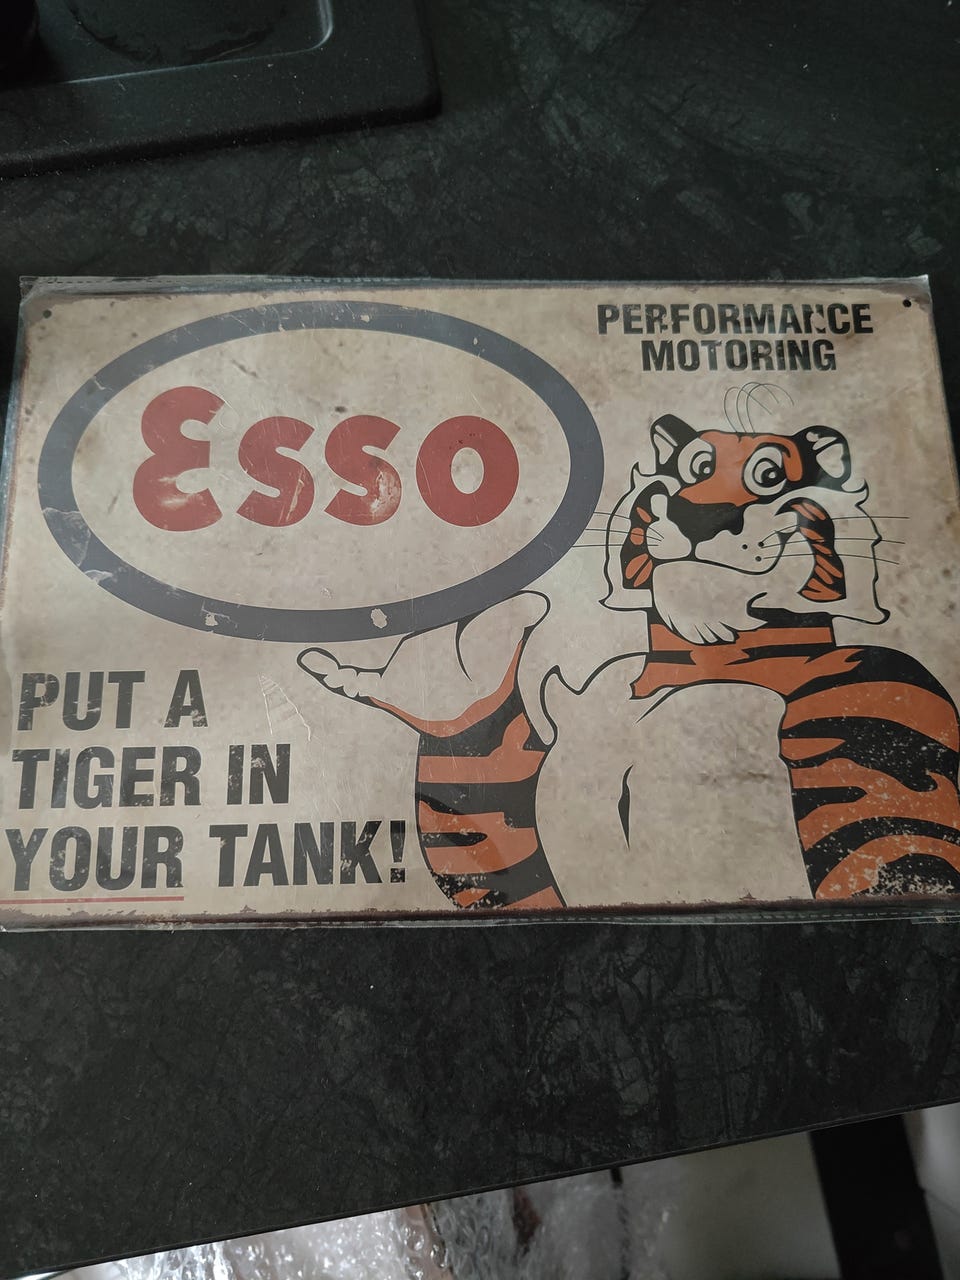 PERFORMANCE
MOTORING
Esso
PUT A
TIGER IN
YOUR TANK!